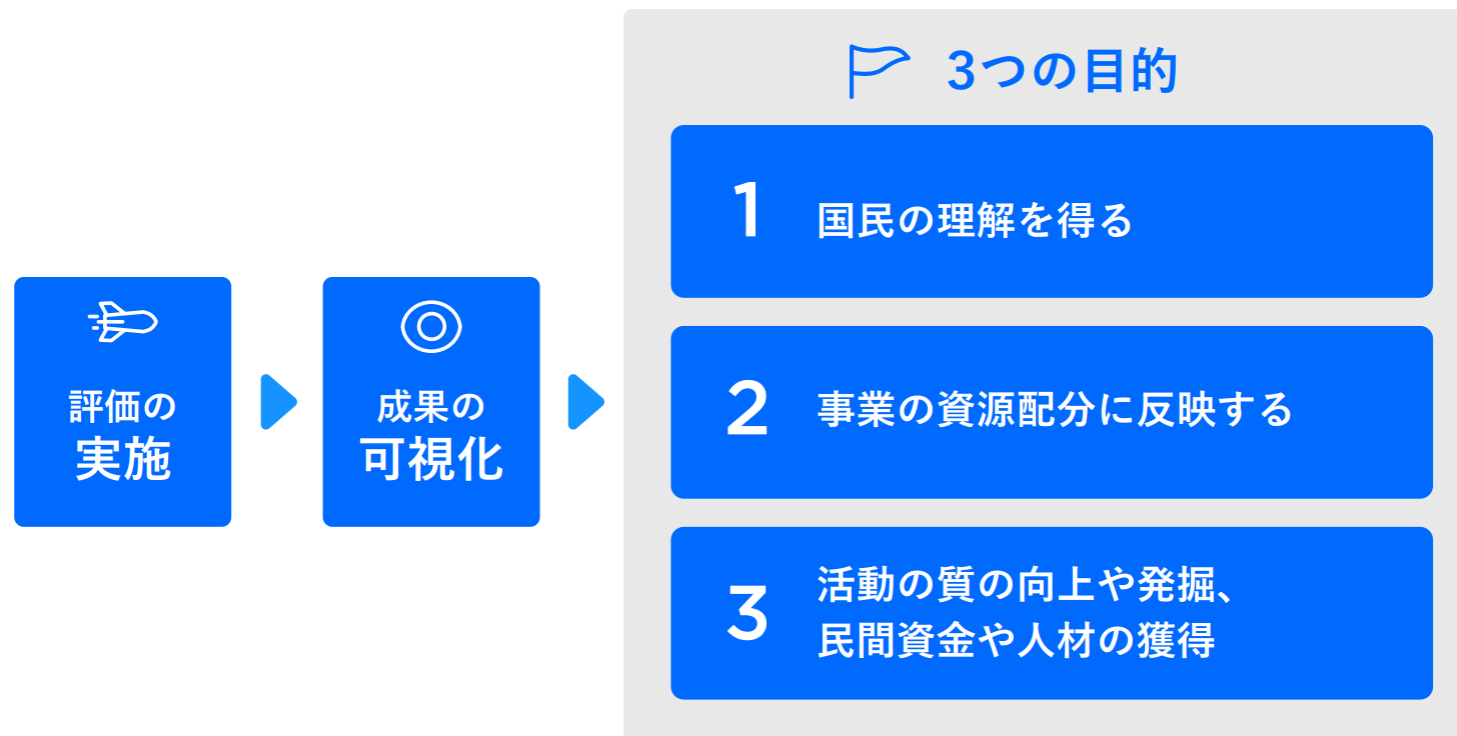 評価の
実施
成果の
可視化
3つの目的
1
国民の理解を得る
2
事業の資源配分に反映する
3
活動の質の向上や発掘、
民間資金や人材の獲得